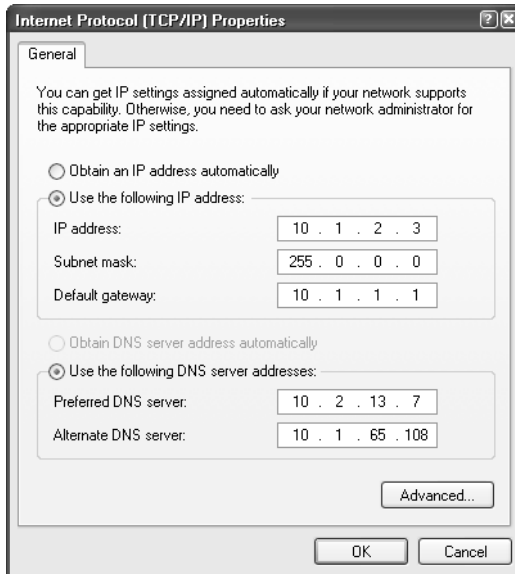 Internet Protocol (TCP/IP) Properties
General
You can get IP settings assigned automatically if your network supports
this capability. Otherwise, you need to ask your network administrator for
the appropriate IP settings.
Obtain an IP address automatically
Use the following IP address:
IP address: 10 . 1 . 2 . 3
Subnet mask: 255 . 0 . 0 . 0
Default gateway: 10 . 1 . 1 . 1
Obtain DNS server address automatically
Use the following DNS server addresses:
Preferred DNS server: 10 . 2 . 13 . 7
Alternate DNS server: 10 . 1 . 65 . 108
Advanced...
OK Cancel